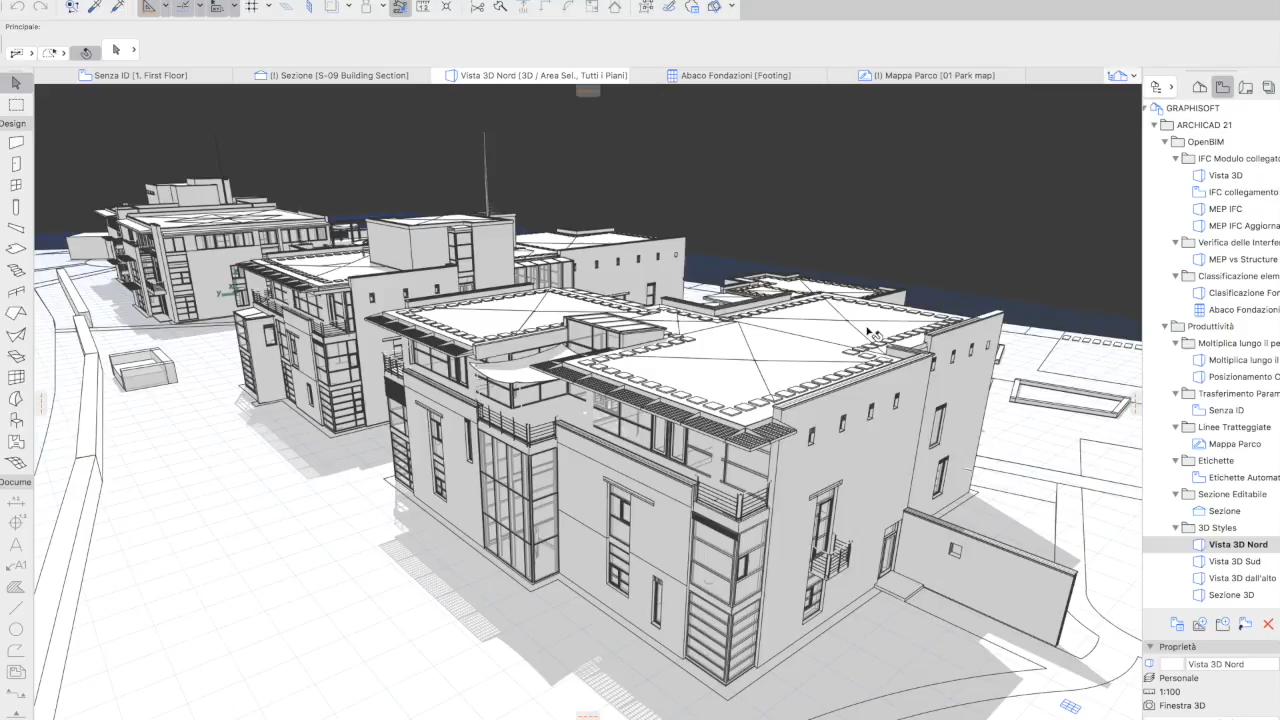 Principale:
Senza ID [1. First Floor]
(!) Sezione [S-09 Building Section]
Vista 3D Nord [3D / Area Sel., Tutti i Piani]
Abaco Fondazioni [Footing]
(!) Mappa Parco [01 Park map]
Design
Docume
GRAPHISOFT
ARCHICAD 21
OpenBIM
IFC Modulo collegato
Vista 3D
IFC collegamento
MEP IFC
MEP IFC Aggiorna
Verifica delle Interfe
MEP vs Structure
Classificazione elem
Clasificazione Fon
Abaco Fondazioni
Produttività
Moltiplica lungo il pe
Moltiplica lungo il
Posizionamento C
Trasferimento Param
Senza ID
Linee Tratteggiate
Mappa Parco
Etichette
Etichette Automat
Sezione Editabile
Sezione
3D Styles
Vista 3D Nord
Vista 3D Sud
Vista 3D dall'alto
Sezione 3D
Proprietà
Vista 3D Nord
Personale
1:100
Finestra 3D